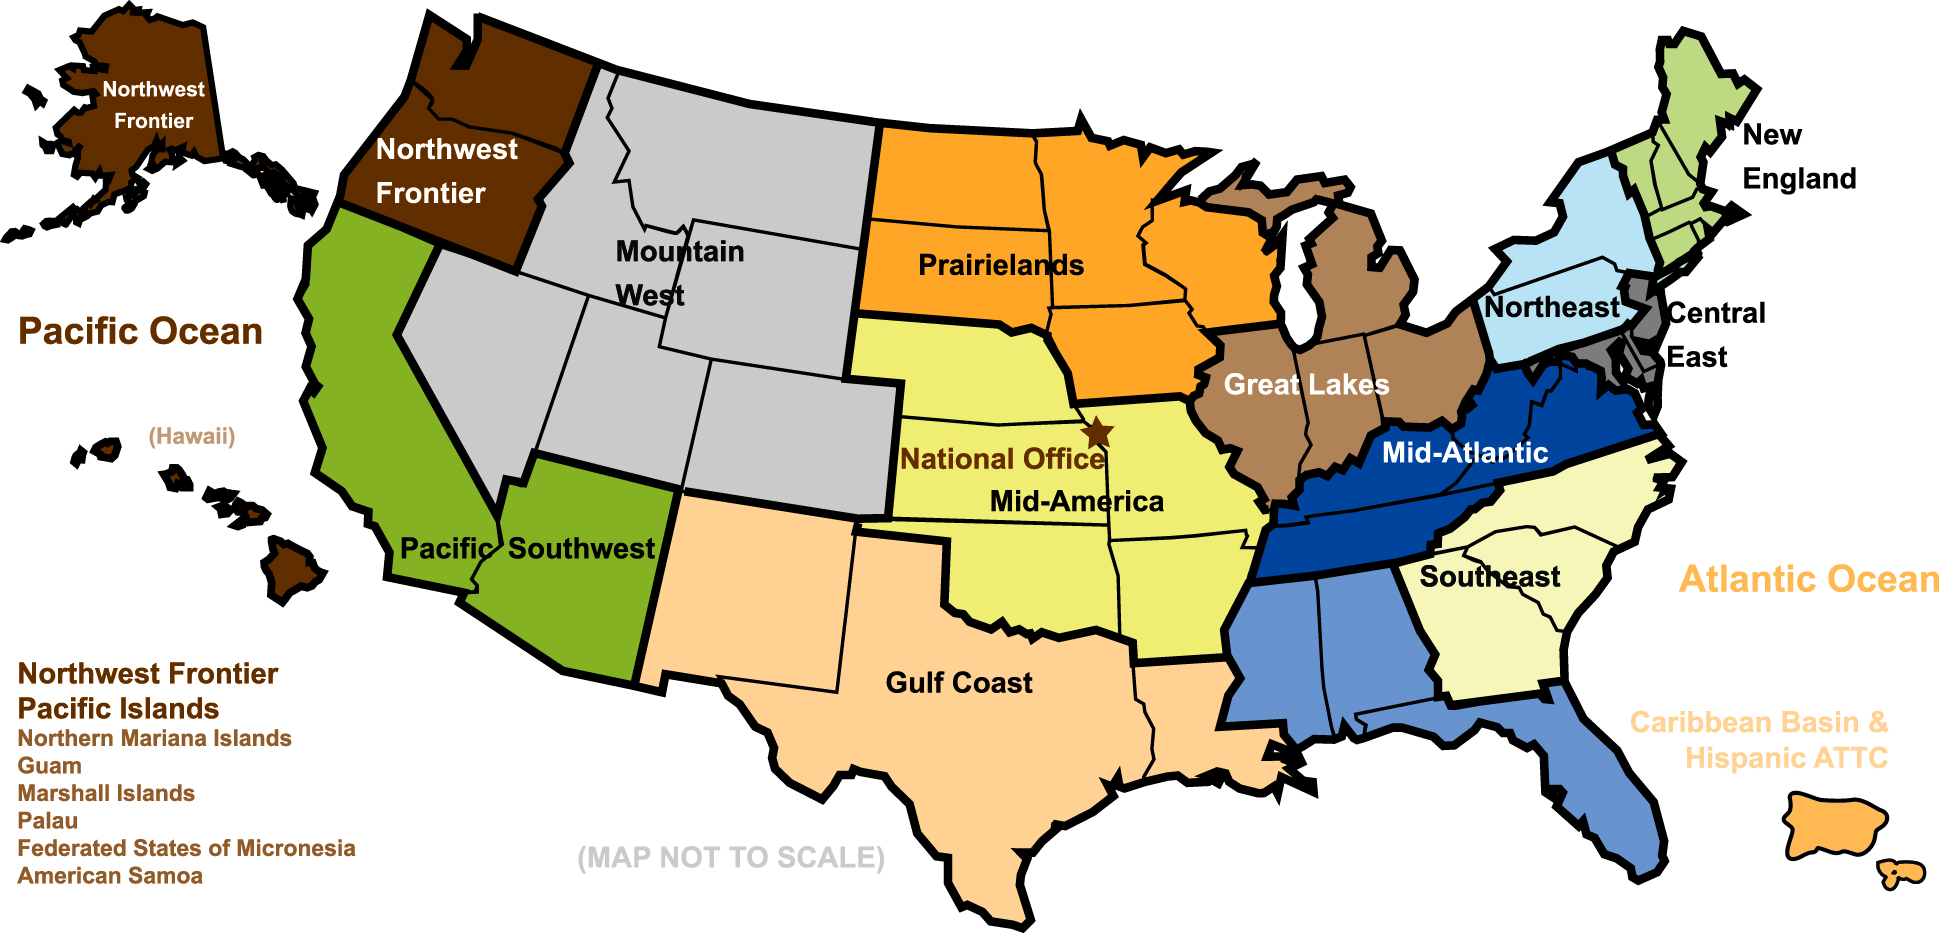 Northwest
Frontier
Northwest
Frontier
New
England
Mountain
West
Prairielands
Pacific Ocean
Northeast
Central
East
Great Lakes
(Hawaii)
National Office
Mid-America
Mid-Atlantic
Pacific Southwest
Southeast
Atlantic Ocean
Gulf Coast
Northwest Frontier
Pacific Islands
Northern Mariana Islands
Guam
Marshall Islands
Palau
Federated States of Micronesia
American Samoa
Caribbean Basin &
Hispanic ATTC
(MAP NOT TO SCALE)